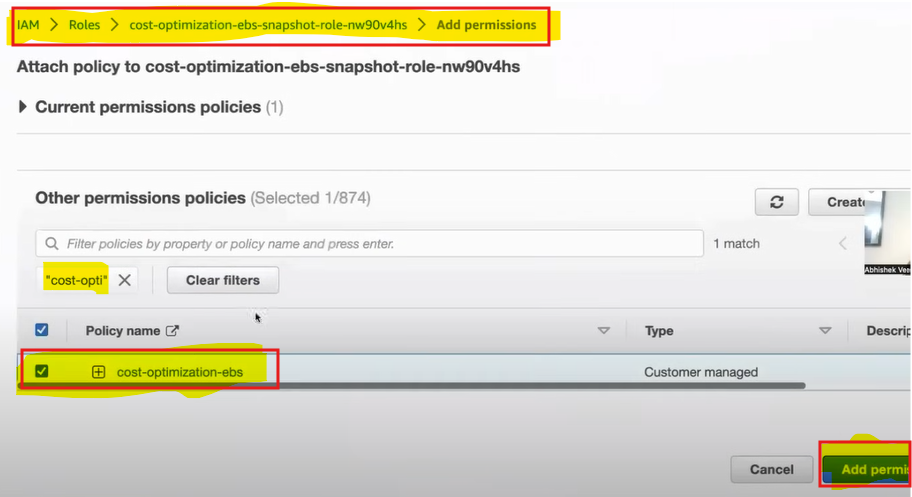 IAM > Roles > cost-optimization-ebs-snapshot-role-nw90v4hs > Add permissions
Attach policy to cost-optimization-ebs-snapshot-role-nw90v4hs
Current permissions policies (1)
Other permissions policies (Selected 1/874)
Create
Filter policies by property or policy name and press enter.
1 match
Abhishek Vee
"cost-opti"
Clear filters
Policy name
Type
Descrip
cost-optimization-ebs
Customer managed
Cancel
Add permis